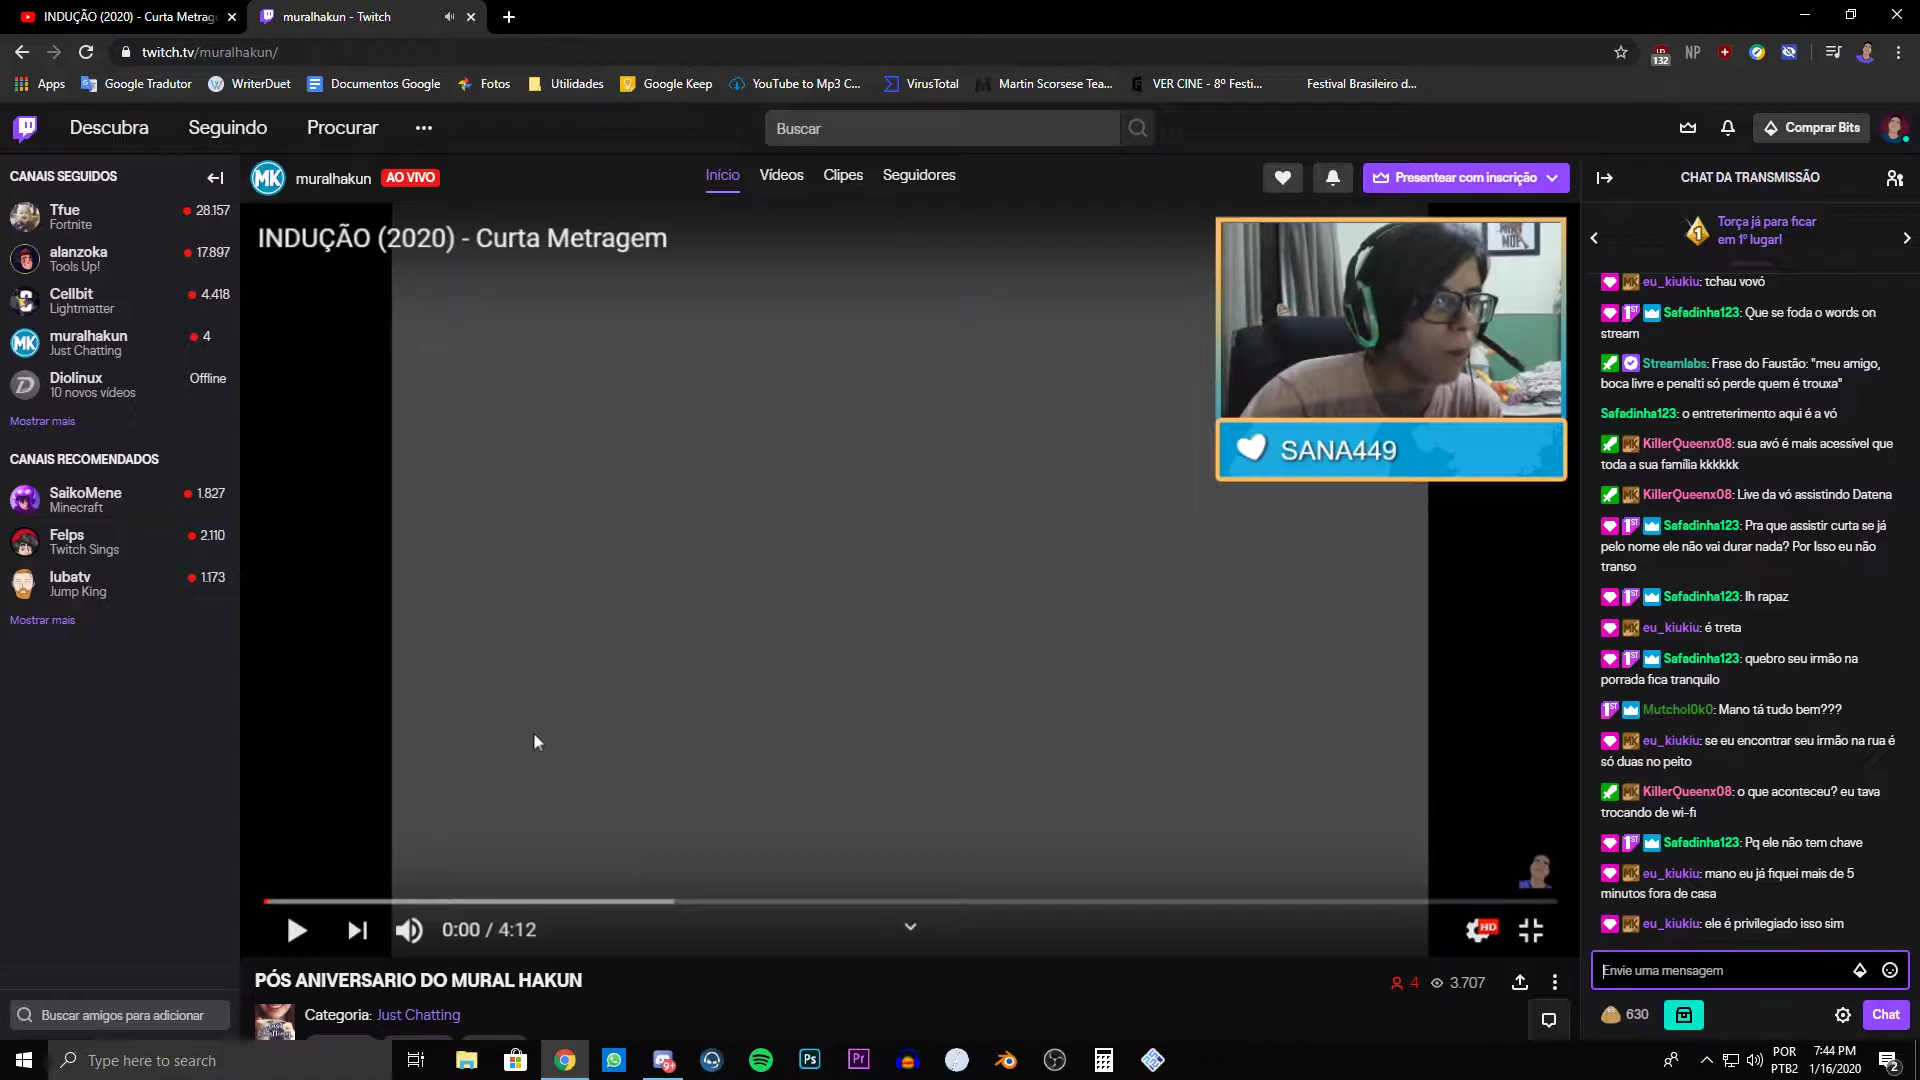 INDUÇÃO (2020) - Curta Metrage
muralhakun - Twitch
twitch.tv/muralhakun/
132
NP
Apps
Google Tradutor
WriterDuet
Documentos Google
Fotos
Utilidades
Google Keep
YouTube to Mp3 C...
VirusTotal
Martin Scorsese Tea...
VER CINE - 8º Festi...
Festival Brasileiro d...
Descubra
Seguindo
Procurar
Buscar
Comprar Bits
CANAIS SEGUIDOS
Tfue
28.157
Fortnite
alanzoka
17.897
Tools Up!
Cellbit
4.418
Lightmatter
muralhakun
4
Just Chatting
Diolinux
Offline
10 novos vídeos
Mostrar mais
CANAIS RECOMENDADOS
SaikoMene
1.827
Minecraft
Felps
2.110
Twitch Sings
lubatv
1.173
Jump King
Mostrar mais
Buscar amigos para adicionar
MK
muralhakun
AO VIVO
Início
Vídeos
Clipes
Seguidores
Presentear com inscrição
INDUÇÃO (2020) - Curta Metragem
SANA449
0:00 / 4:12
HD
PÓS ANIVERSARIO DO MURAL HAKUN
4
3.707
Categoria: Just Chatting
CHAT DA TRANSMISSÃO
1
Torça já para ficar
em 1º lugar!
eu_kiukiu: tchau vovó
Safadinha123: Que se foda o words on
stream
Streamlabs: Frase do Faustão: "meu amigo,
boca livre e penalti só perde quem é trouxa"
Safadinha123: o entreterimento aqui é a vó
KillerQueenx08: sua avó é mais acessível que
toda a sua família kkkkkk
KillerQueenx08: Live da vó assistindo Datena
Safadinha123: Pra que assistir curta se já
pelo nome ele não vai durar nada? Por Isso eu não
transo
Safadinha123: Ih rapaz
eu_kiukiu: é treta
Safadinha123: quebro seu irmão na
porrada fica tranquilo
Mutchol0k0: Mano tá tudo bem???
eu_kiukiu: se eu encontrar seu irmão na rua é
só duas no peito
KillerQueenx08: o que aconteceu? eu tava
trocando de wi-fi
Safadinha123: Pq ele não tem chave
eu_kiukiu: mano eu já fiquei mais de 5
minutos fora de casa
eu_kiukiu: ele é privilegiado isso sim
Envie uma mensagem
630
Chat
Type here to search
9+
Ps
Pr
POR
PTB2
7:44 PM
1/16/2020
2